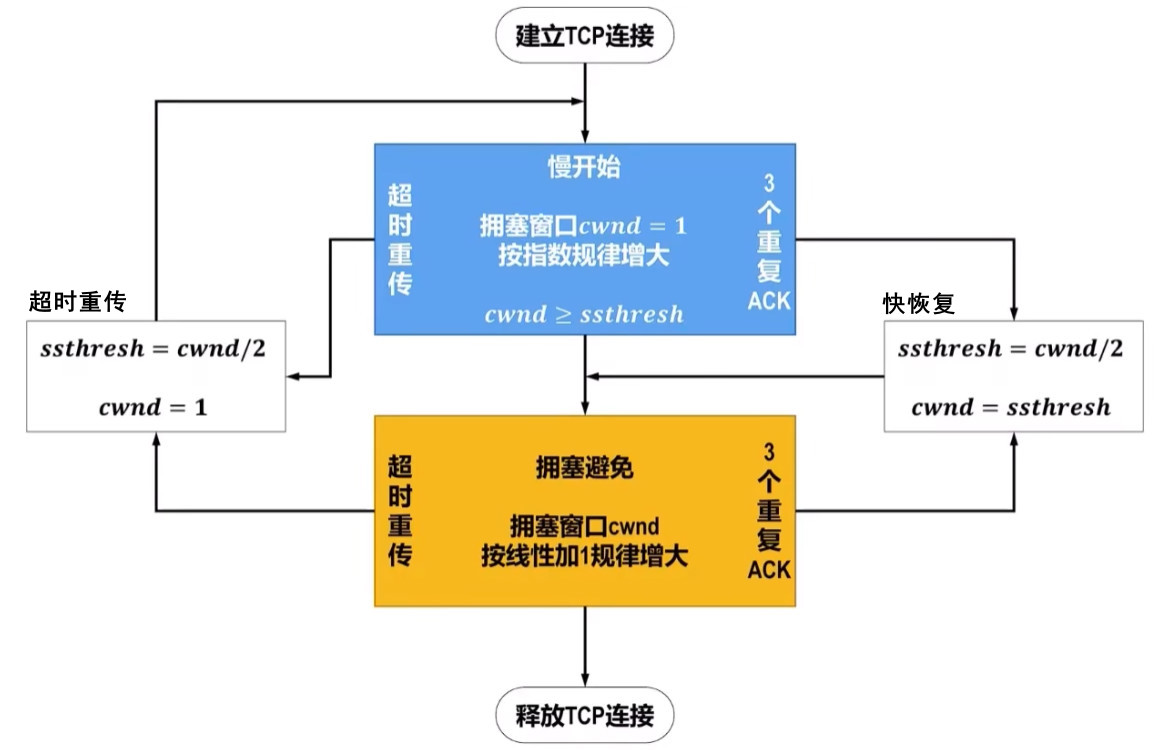 建立TCP连接
慢开始
超时重传
拥塞窗口cwnd = 1
按指数规律增大
cwnd ≥ ssthresh
3个重复ACK
超时重传
ssthresh = cwnd/2
cwnd = 1
快恢复
ssthresh = cwnd/2
cwnd = ssthresh
超时重传
拥塞避免
拥塞窗口cwnd
按线性加1规律增大
3个重复ACK
释放TCP连接